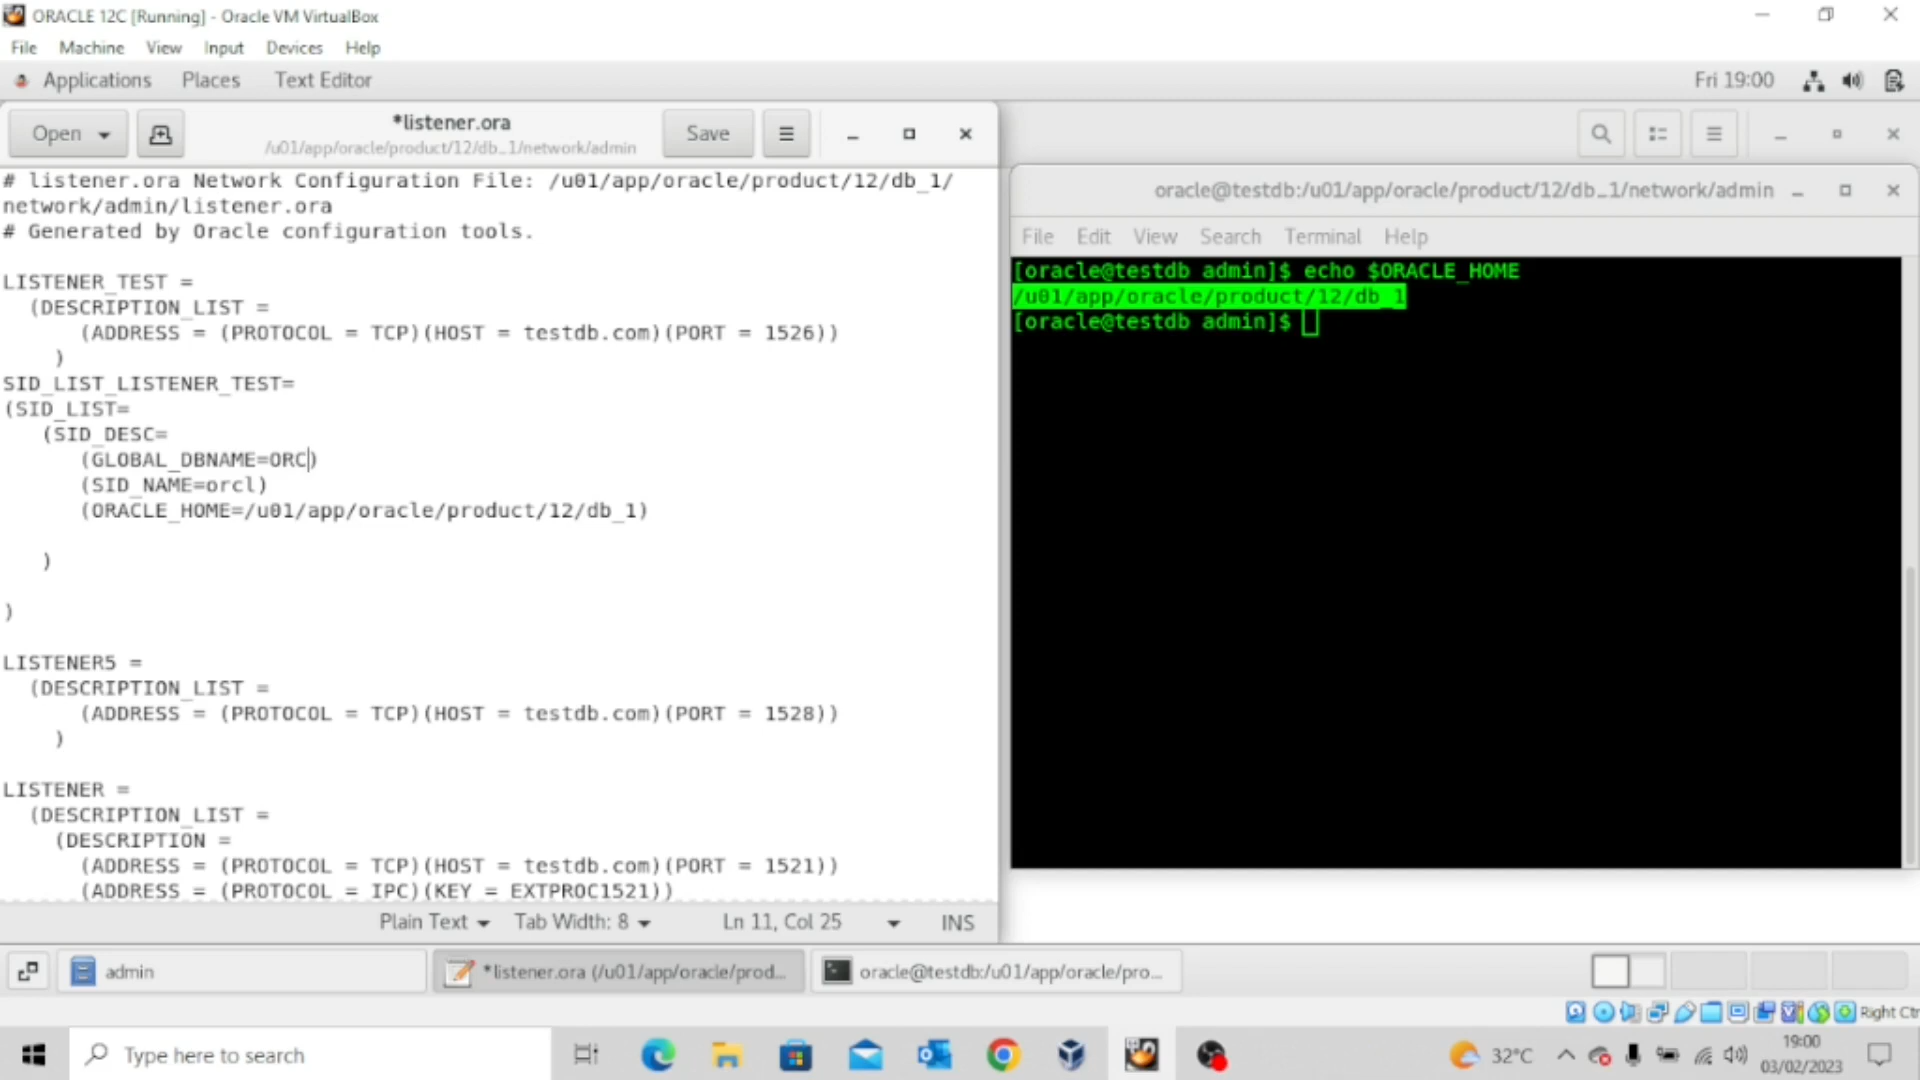 ORACLE 12C [Running] - Oracle VM VirtualBox
File Machine View Input Devices Help
Applications Places Text Editor Fri 19:00
Open *listener.ora Save
/u01/app/oracle/product/12/db_1/network/admin
# listener.ora Network Configuration File: /u01/app/oracle/product/12/db_1/
network/admin/listener.ora
# Generated by Oracle configuration tools.
LISTENER_TEST =
(DESCRIPTION_LIST =
(ADDRESS = (PROTOCOL = TCP)(HOST = testdb.com)(PORT = 1526))
)
SID_LIST_LISTENER_TEST=
(SID_LIST=
(SID_DESC=
(GLOBAL_DBNAME=ORC)
(SID_NAME=orcl)
(ORACLE_HOME=/u01/app/oracle/product/12/db_1)
)
)
LISTENER5 =
(DESCRIPTION_LIST =
(ADDRESS = (PROTOCOL = TCP)(HOST = testdb.com)(PORT = 1528))
)
LISTENER =
(DESCRIPTION_LIST =
(DESCRIPTION =
(ADDRESS = (PROTOCOL = TCP)(HOST = testdb.com)(PORT = 1521))
(ADDRESS = (PROTOCOL = IPC)(KEY = EXTPROC1521))
Plain Text Tab Width: 8 Ln 11, Col 25 INS
oracle@testdb:/u01/app/oracle/product/12/db_1/network/admin
File Edit View Search Terminal Help
[oracle@testdb admin]$ echo $ORACLE_HOME
/u01/app/oracle/product/12/db_1
[oracle@testdb admin]$
admin *listener.ora (/u01/app/oracle/prod... oracle@testdb:/u01/app/oracle/pro...
Right Ctr
Type here to search 32°C 19:00
03/02/2023